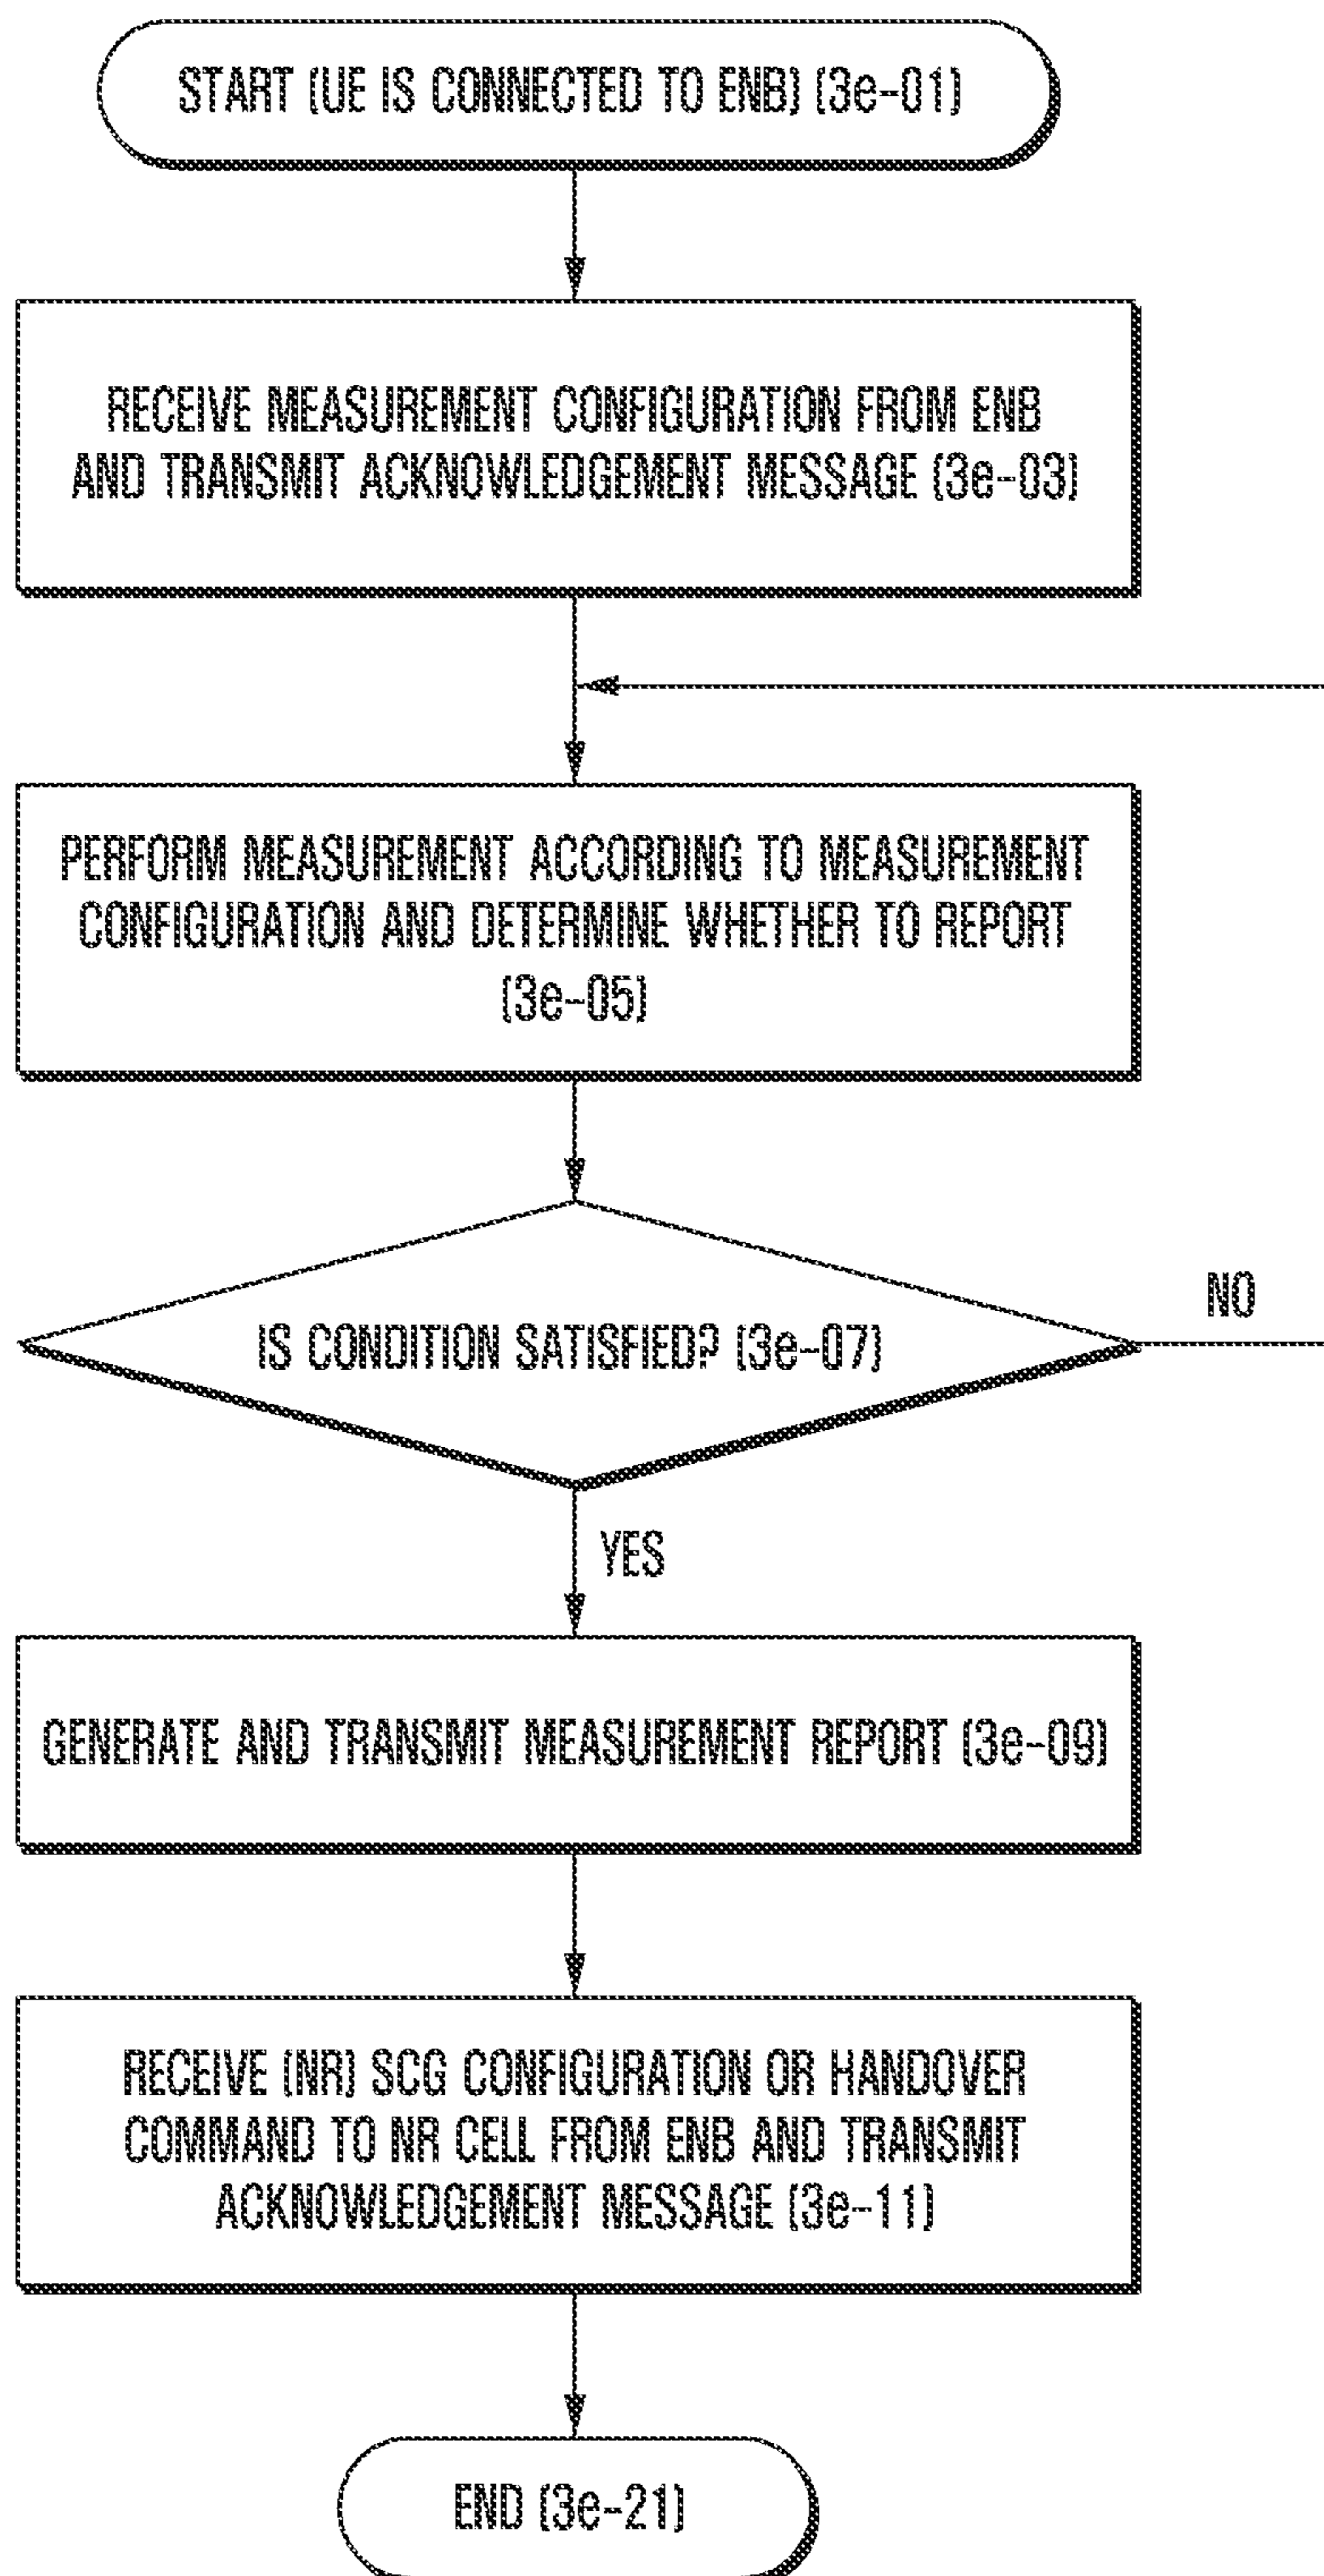 START (UE IS CONNECTED TO ENB) (3e-01)
RECEIVE MEASUREMENT CONFIGURATION FROM ENB
AND TRANSMIT ACKNOWLEDGEMENT MESSAGE (3e-03)
PERFORM MEASUREMENT ACCORDING TO MEASUREMENT
CONFIGURATION AND DETERMINE WHETHER TO REPORT
(3e-05)
IS CONDITION SATISFIED? (3e-07)
NO
YES
GENERATE AND TRANSMIT MEASUREMENT REPORT (3e-09)
RECEIVE (NR) SCG CONFIGURATION OR HANDOVER
COMMAND TO NR CELL FROM ENB AND TRANSMIT
ACKNOWLEDGEMENT MESSAGE (3e-11)
END (3e-21)